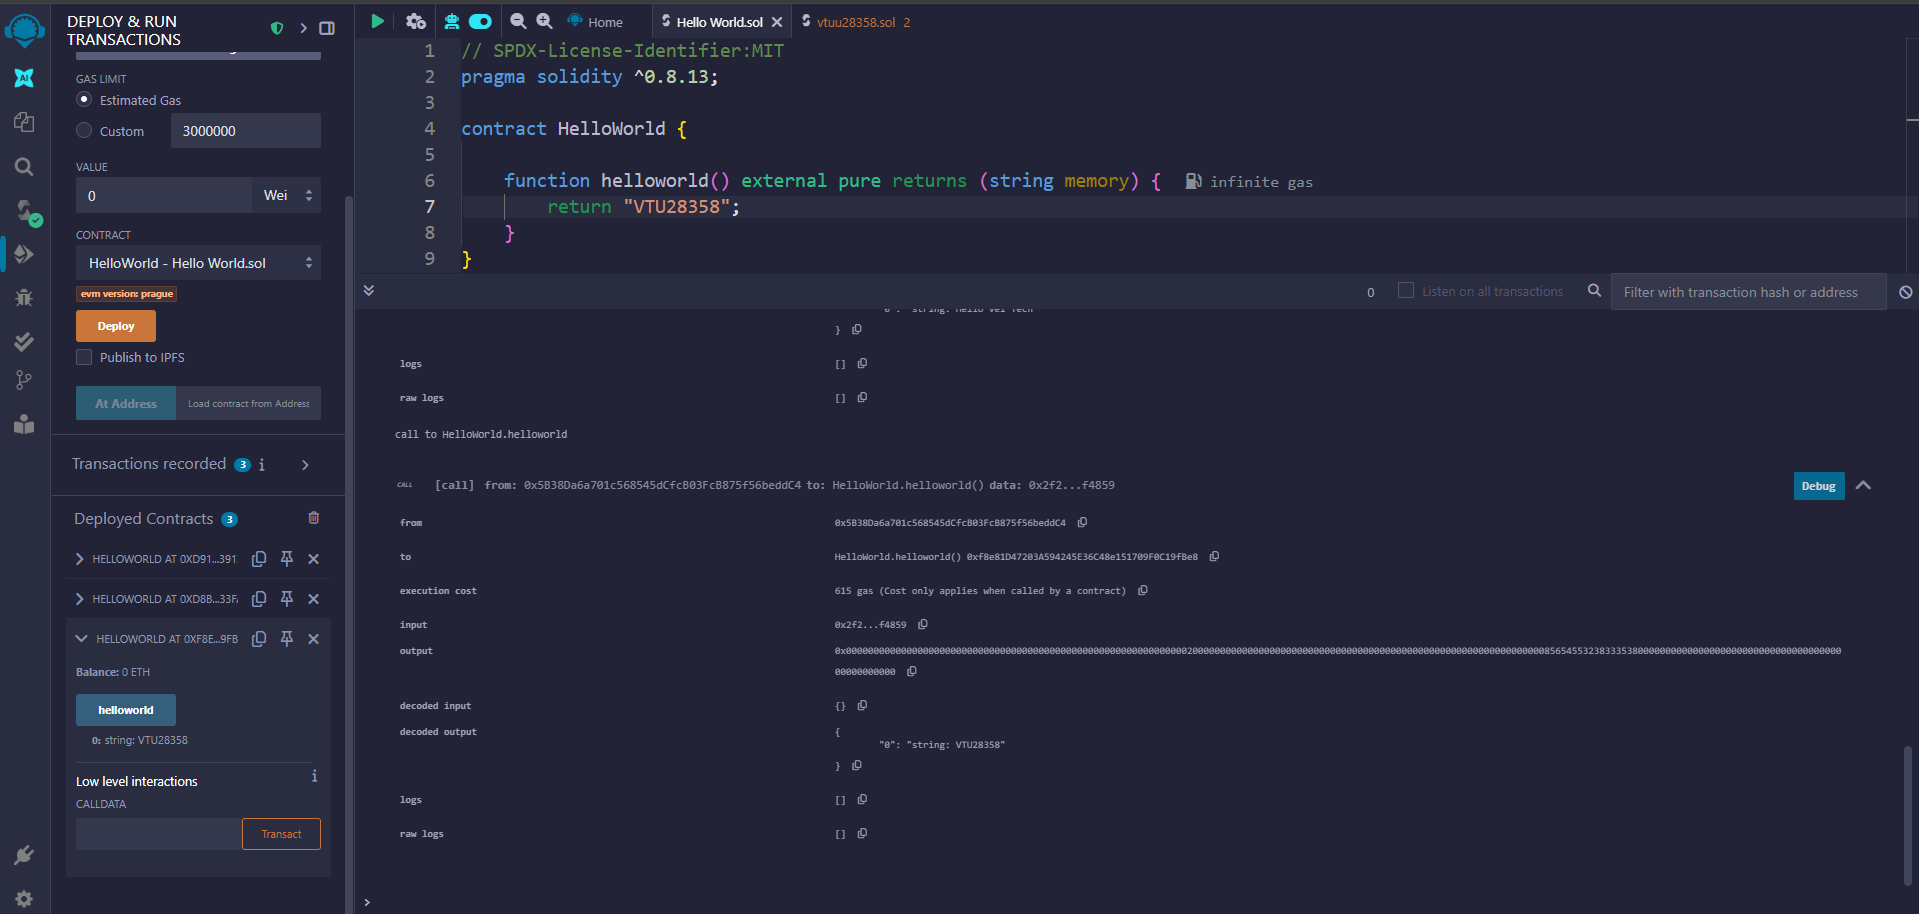 DEPLOY & RUN
TRANSACTIONS
GAS LIMIT
Estimated Gas
Custom
3000000
VALUE
0
Wei
CONTRACT
HelloWorld - Hello World.sol
evm version: prague
Deploy
Publish to IPFS
At Address
Load contract from Address
Transactions recorded 3 i
Deployed Contracts 3
HELLOWORLD AT 0XD91...391
HELLOWORLD AT 0XD8B...33F
HELLOWORLD AT 0XF8E...9FB
Balance: 0 ETH
helloworld
0: string: VTU28358
Low level interactions
i
CALLDATA
Transact
AI
Home
Hello World.sol
vtuu28358.sol 2
1 // SPDX-License-Identifier:MIT
2 pragma solidity ^0.8.13;
3
4 contract HelloWorld {
5
6 function helloworld() external pure returns (string memory) { infinite gas
7 return "VTU28358";
8 }
9 }
0
Listen on all transactions
Filter with transaction hash or address
"0": "string: Hello Vel Tech"
}
logs []
raw logs []
call to HelloWorld.helloworld
CALL [call] from: 0x5B38Da6a701c568545dCfcB03FcB875f56beddC4 to: HelloWorld.helloworld() data: 0x2f2...f4859
Debug
from 0x5B38Da6a701c568545dCfcB03FcB875f56beddC4
to HelloWorld.helloworld() 0xf8e81D47203A594245E36C48e151709F0C19fBe8
execution cost 615 gas (Cost only applies when called by a contract)
input 0x2f2...f4859
output
decoded input {}
decoded output {
"0": "string: VTU28358"
}
logs []
raw logs []
>